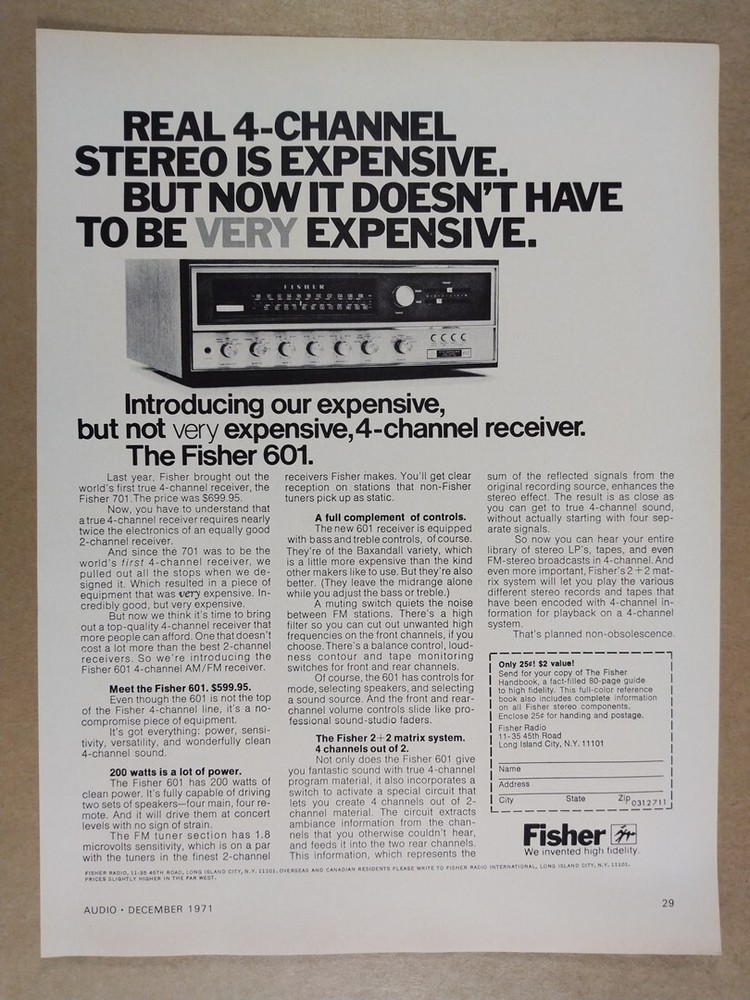 REAL 4-CHANNEL
STEREO IS EXPENSIVE.
BUT NOW IT DOESN'T HAVE
TO BE VERY EXPENSIVE.
FISHER
Introducing our expensive,
but not very expensive, 4-channel receiver.
The Fisher 601.
Last year, Fisher brought out the
world's first true 4-channel receiver, the
Fisher 701. The price was $699.95.
Now, you have to understand that
a true 4-channel receiver requires nearly
twice the electronics of an equally good
2-channel receiver.
And since the 701 was to be the
world's first 4-channel receiver, we
pulled out all the stops when we de-
signed it. Which resulted in a piece of
equipment that was very expensive. In-
credibly good, but very expensive.
But now we think it's time to bring
out a top-quality 4-channel receiver that
more people can afford. One that doesn't
cost a lot more than the best 2-channel
receivers. So we're introducing the
Fisher 601 4-channel AM/FM receiver.
Meet the Fisher 601. $599.95.
Even though the 601 is not the top
of the Fisher 4-channel line, it's a no-
compromise piece of equipment.
It's got everything: power, sensi-
tivity, versatility, and wonderfully clean
4-channel sound.
200 watts is a lot of power.
The Fisher 601 has 200 watts of
clean power. It's fully capable of driving
two sets of speakers—four main, four re-
mote. And it will drive them at concert
levels with no sign of strain.
The FM tuner section has 1.8
microvolts sensitivity, which is on a par
with the tuners in the finest 2-channel
receivers Fisher makes. You'll get clear
reception on stations that non-Fisher
tuners pick up as static.
A full complement of controls.
The new 601 receiver is equipped
with bass and treble controls, of course.
They're of the Baxandall variety, which
is a little more expensive than the kind
other makers like to use. But they're also
better. (They leave the midrange alone
while you adjust the bass or treble.)
A muting switch quiets the noise
between FM stations. There's a high
filter so you can cut out unwanted high
frequencies on the front channels, if you
choose. There's a balance control, loud-
ness contour and tape monitoring
switches for front and rear channels.
Of course, the 601 has controls for
mode, selecting speakers, and selecting
a sound source. And the front and rear-
channel volume controls slide like pro-
fessional sound-studio faders.
The Fisher 2+2 matrix system.
4 channels out of 2.
Not only does the Fisher 601 give
you fantastic sound with true 4-channel
program material, it also incorporates a
switch to activate a special circuit that
lets you create 4 channels out of 2-
channel material. The circuit extracts
ambiance information from the chan-
nels that you otherwise couldn't hear,
and feeds it into the two rear channels.
This information, which represents the
sum of the reflected signals from the
original recording source, enhances the
stereo effect. The result is as close as
you can get to true 4-channel sound,
without actually starting with four sep-
arate signals.
So now you can hear your entire
library of stereo LP's, tapes, and even
FM-stereo broadcasts in 4-channel. And
even more important, Fisher's 2+2 mat-
rix system will let you play the various
different stereo records and tapes that
have been encoded with 4-channel in-
formation for playback on a 4-channel
system.
That's planned non-obsolescence.
Only 25¢! $2 value!
Send for your copy of The Fisher
Handbook, a fact-filled 80-page guide
to high fidelity. This full-color reference
book also includes complete information
on all Fisher stereo components.
Enclose 25¢ for handing and postage.
Fisher Radio
11-35 45th Road
Long Island City, N.Y. 11101
Name
Address
City State Zip
0312711
Fisher
We invented high fidelity.
FISHER RADIO, 11-35 45TH ROAD, LONG ISLAND CITY, N.Y. 11101. OVERSEAS AND CANADIAN RESIDENTS PLEASE WRITE TO FISHER RADIO INTERNATIONAL, LONG ISLAND CITY, N.Y. 11101.
PRICES SLIGHTLY HIGHER IN THE FAR WEST.
AUDIO • DECEMBER 1971
29